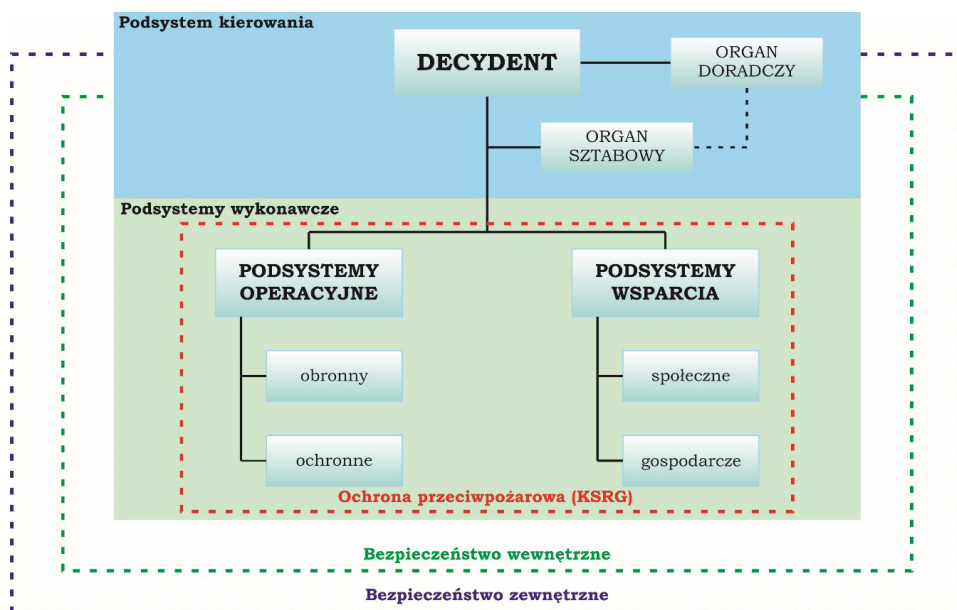 Podsystem kierowania
DECYDENT
ORGAN
DORADCZY
ORGAN
SZTABOWY
Podsystemy wykonawcze
PODSYSTEMY
OPERACYJNE
PODSYSTEMY
WSPARCIA
obronny
społeczne
ochronne
gospodarcze
Ochrona przeciwpożarowa (KSRG)
Bezpieczeństwo wewnętrzne
Bezpieczeństwo zewnętrzne